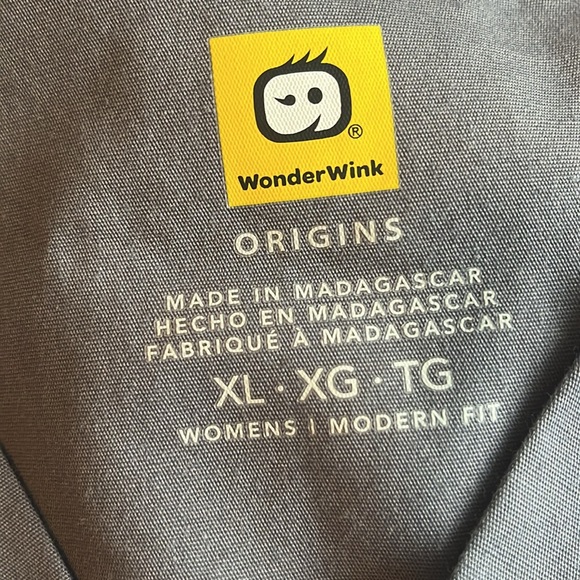 WonderWink®
ORIGINS
MADE IN MADAGASCAR
HECHO EN MADAGASCAR
FABRIQUÉ À MADAGASCAR
XL · XG · TG
WOMENS | MODERN FIT